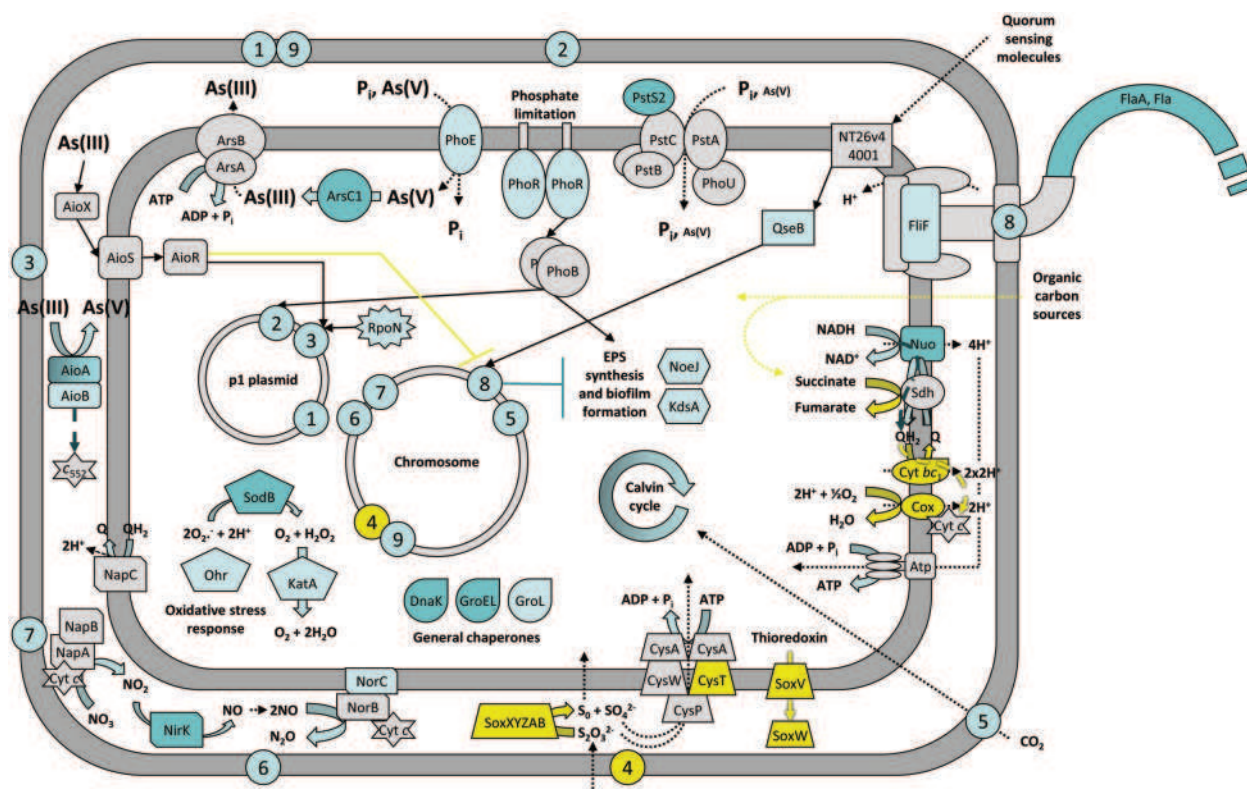 1
9
2
Quorum
sensing
molecules
FlaA, Fla
As(III)
AioX
AioS
AioR
As(III)
ArsB
ArsA
ATP
ADP + Pi
As(III)
ArsC1
As(V)
Pi, As(V)
PhoE
Pi
Phosphate
limitation
PhoR
PhoR
PhoB
PstS2
PstC
PstA
PstB
PhoU
Pi, As(V)
Pi, As(V)
NT26v4
4001
QseB
H⁺
FliF
8
3
As(III)
As(V)
AioA
AioB
c552
2
3
RpoN
p1 plasmid
1
7
8
6
5
Chromosome
4
9
EPS
synthesis
and biofilm
formation
NoeJ
KdsA
Organic
carbon
sources
NADH
NAD⁺
Nuo
4H⁺
Succinate
Fumarate
Sdh
QH2
Q
Cyt bc1
2x2H⁺
2H⁺ + ½O2
H2O
Cox
2H⁺
Cyt c
ADP + Pi
ATP
Atp
Calvin
cycle
SodB
2O2·⁻ + 2H⁺
O2 + H2O2
Ohr
KatA
Oxidative stress
response
O2 + 2H2O
DnaK
GroEL
GroL
General chaperones
Q
QH2
2H⁺
NapC
7
NapB
NapA
Cyt c
NO2
NO3
NirK
NO
2NO
N2O
NorC
NorB
Cyt c
6
SoxXYZAB
S0 + SO4²⁻
S2O3²⁻
4
ADP + Pi
ATP
CysA
CysA
CysW
CysT
CysP
Thioredoxin
SoxV
SoxW
5
CO2